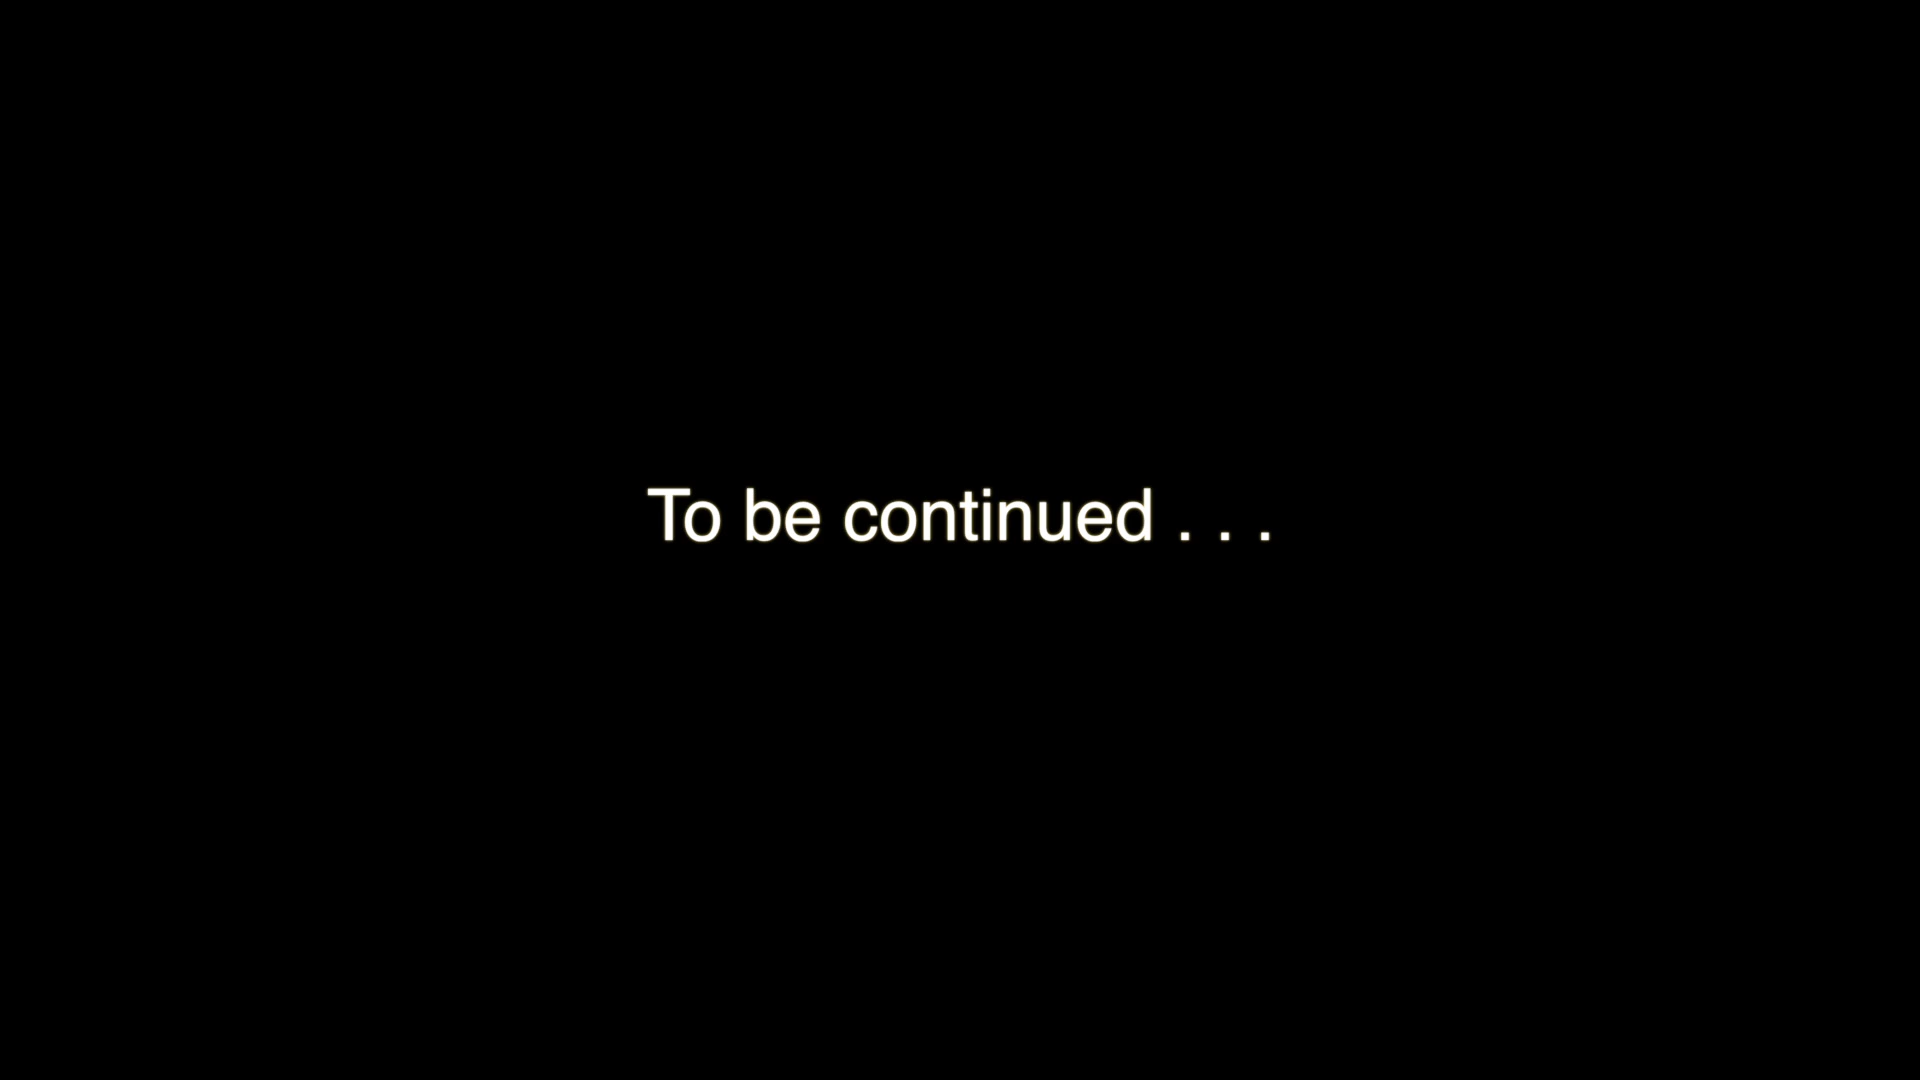 To be continued . . .